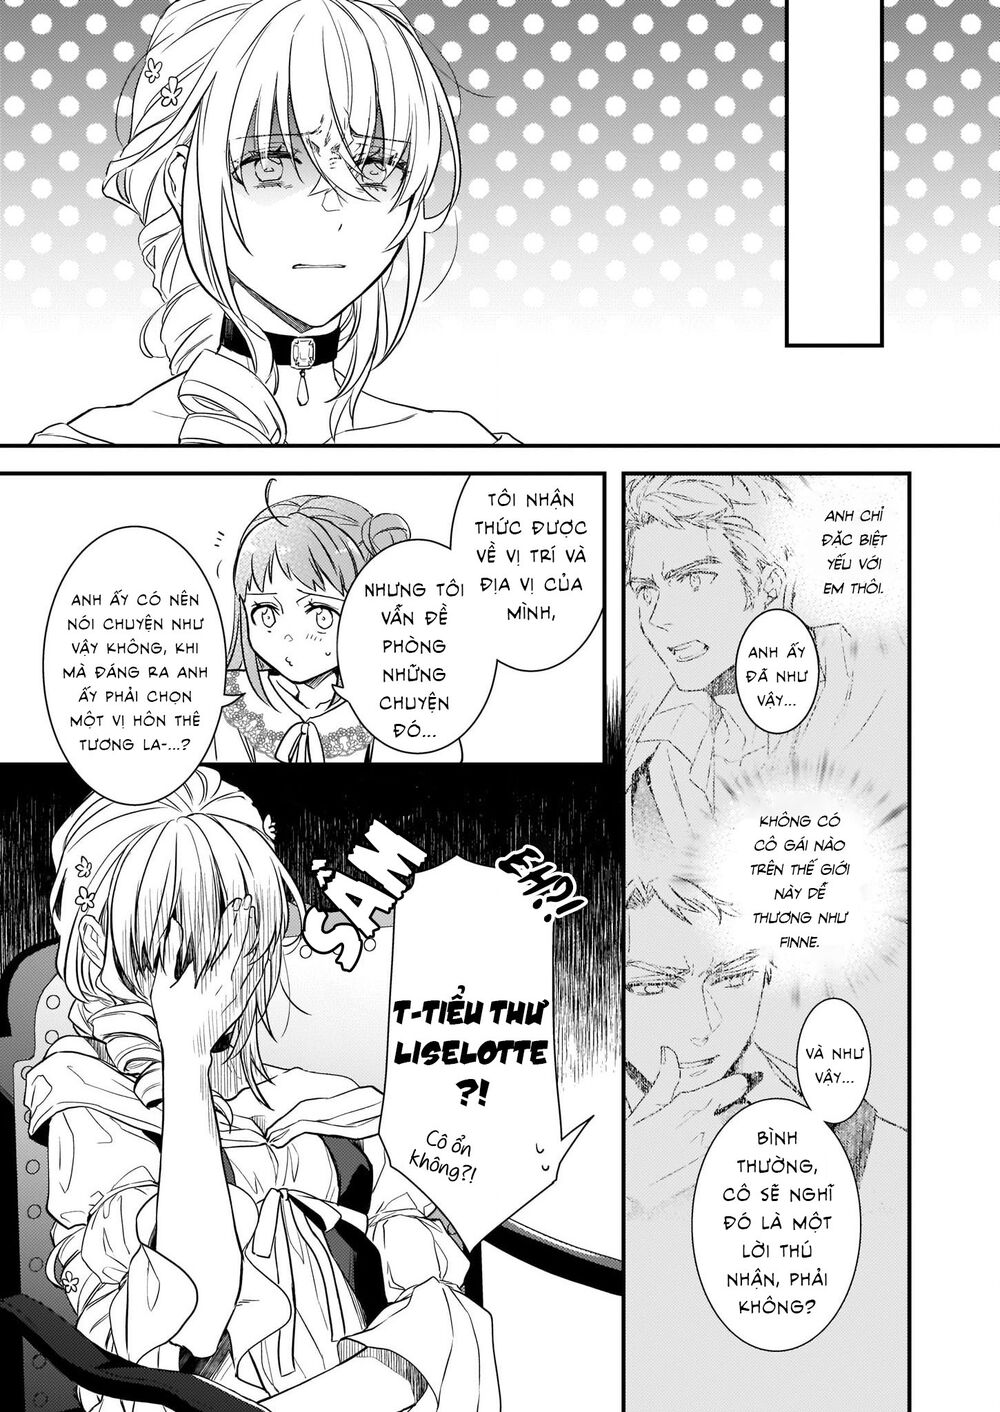 ANH CHỈ
ĐẶC BIỆT
YẾU VỚI
EM THÔI.
ANH ẤY
ĐÃ NHƯ
VẬY...
KHÔNG CÓ
CÔ GÁI NÀO
TRÊN THẾ GIỚI
NÀY DỄ
THƯƠNG NHƯ
FINNE.
VÀ NHƯ
VẬY...
BÌNH
THƯỜNG,
CÔ SẼ NGHĨ
ĐÓ LÀ MỘT
LỜI THÚ
NHẬN, PHẢI
KHÔNG?
TÔI NHẬN
THỨC ĐƯỢC
VỀ VỊ TRÍ VÀ
ĐỊA VỊ CỦA
MÌNH,
NHƯNG TÔI
VẪN ĐỀ
PHÒNG
NHỮNG
CHUYỆN
ĐÓ...
ANH ẤY CÓ NÊN
NÓI CHUYỆN NHƯ
VẬY KHÔNG, KHI
MÀ ĐÁNG RA ANH
ẤY PHẢI CHỌN
MỘT VỊ HÔN THÊ
TƯƠNG LA-...?
EH?!
SẦM
T-TIỂU THƯ
LISELOTTE
?!
Cô ổn
không?!